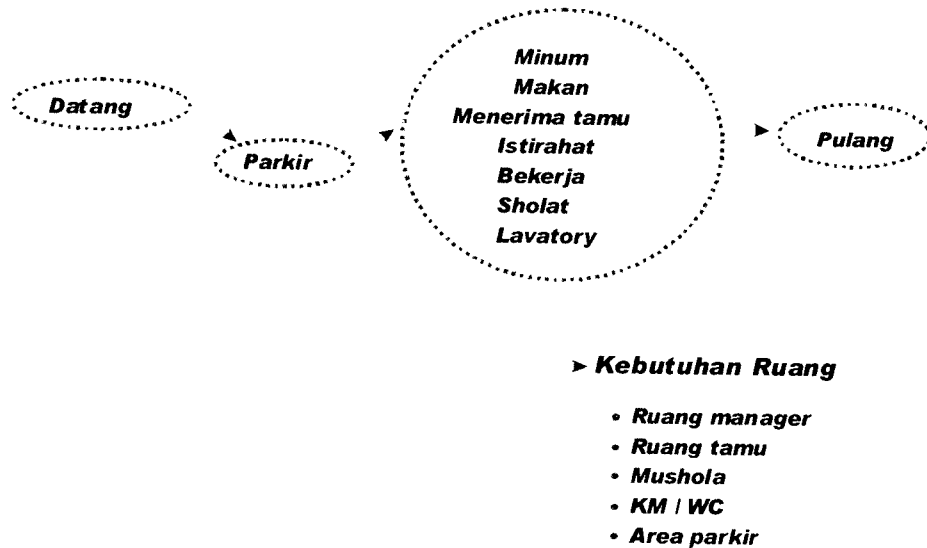 Datang
Parkir
Minum
Makan
Menerima tamu
Istirahat
Bekerja
Sholat
Lavatory
Pulang
➤ Kebutuhan Ruang
• Ruang manager
• Ruang tamu
• Mushola
• KM / WC
• Area parkir